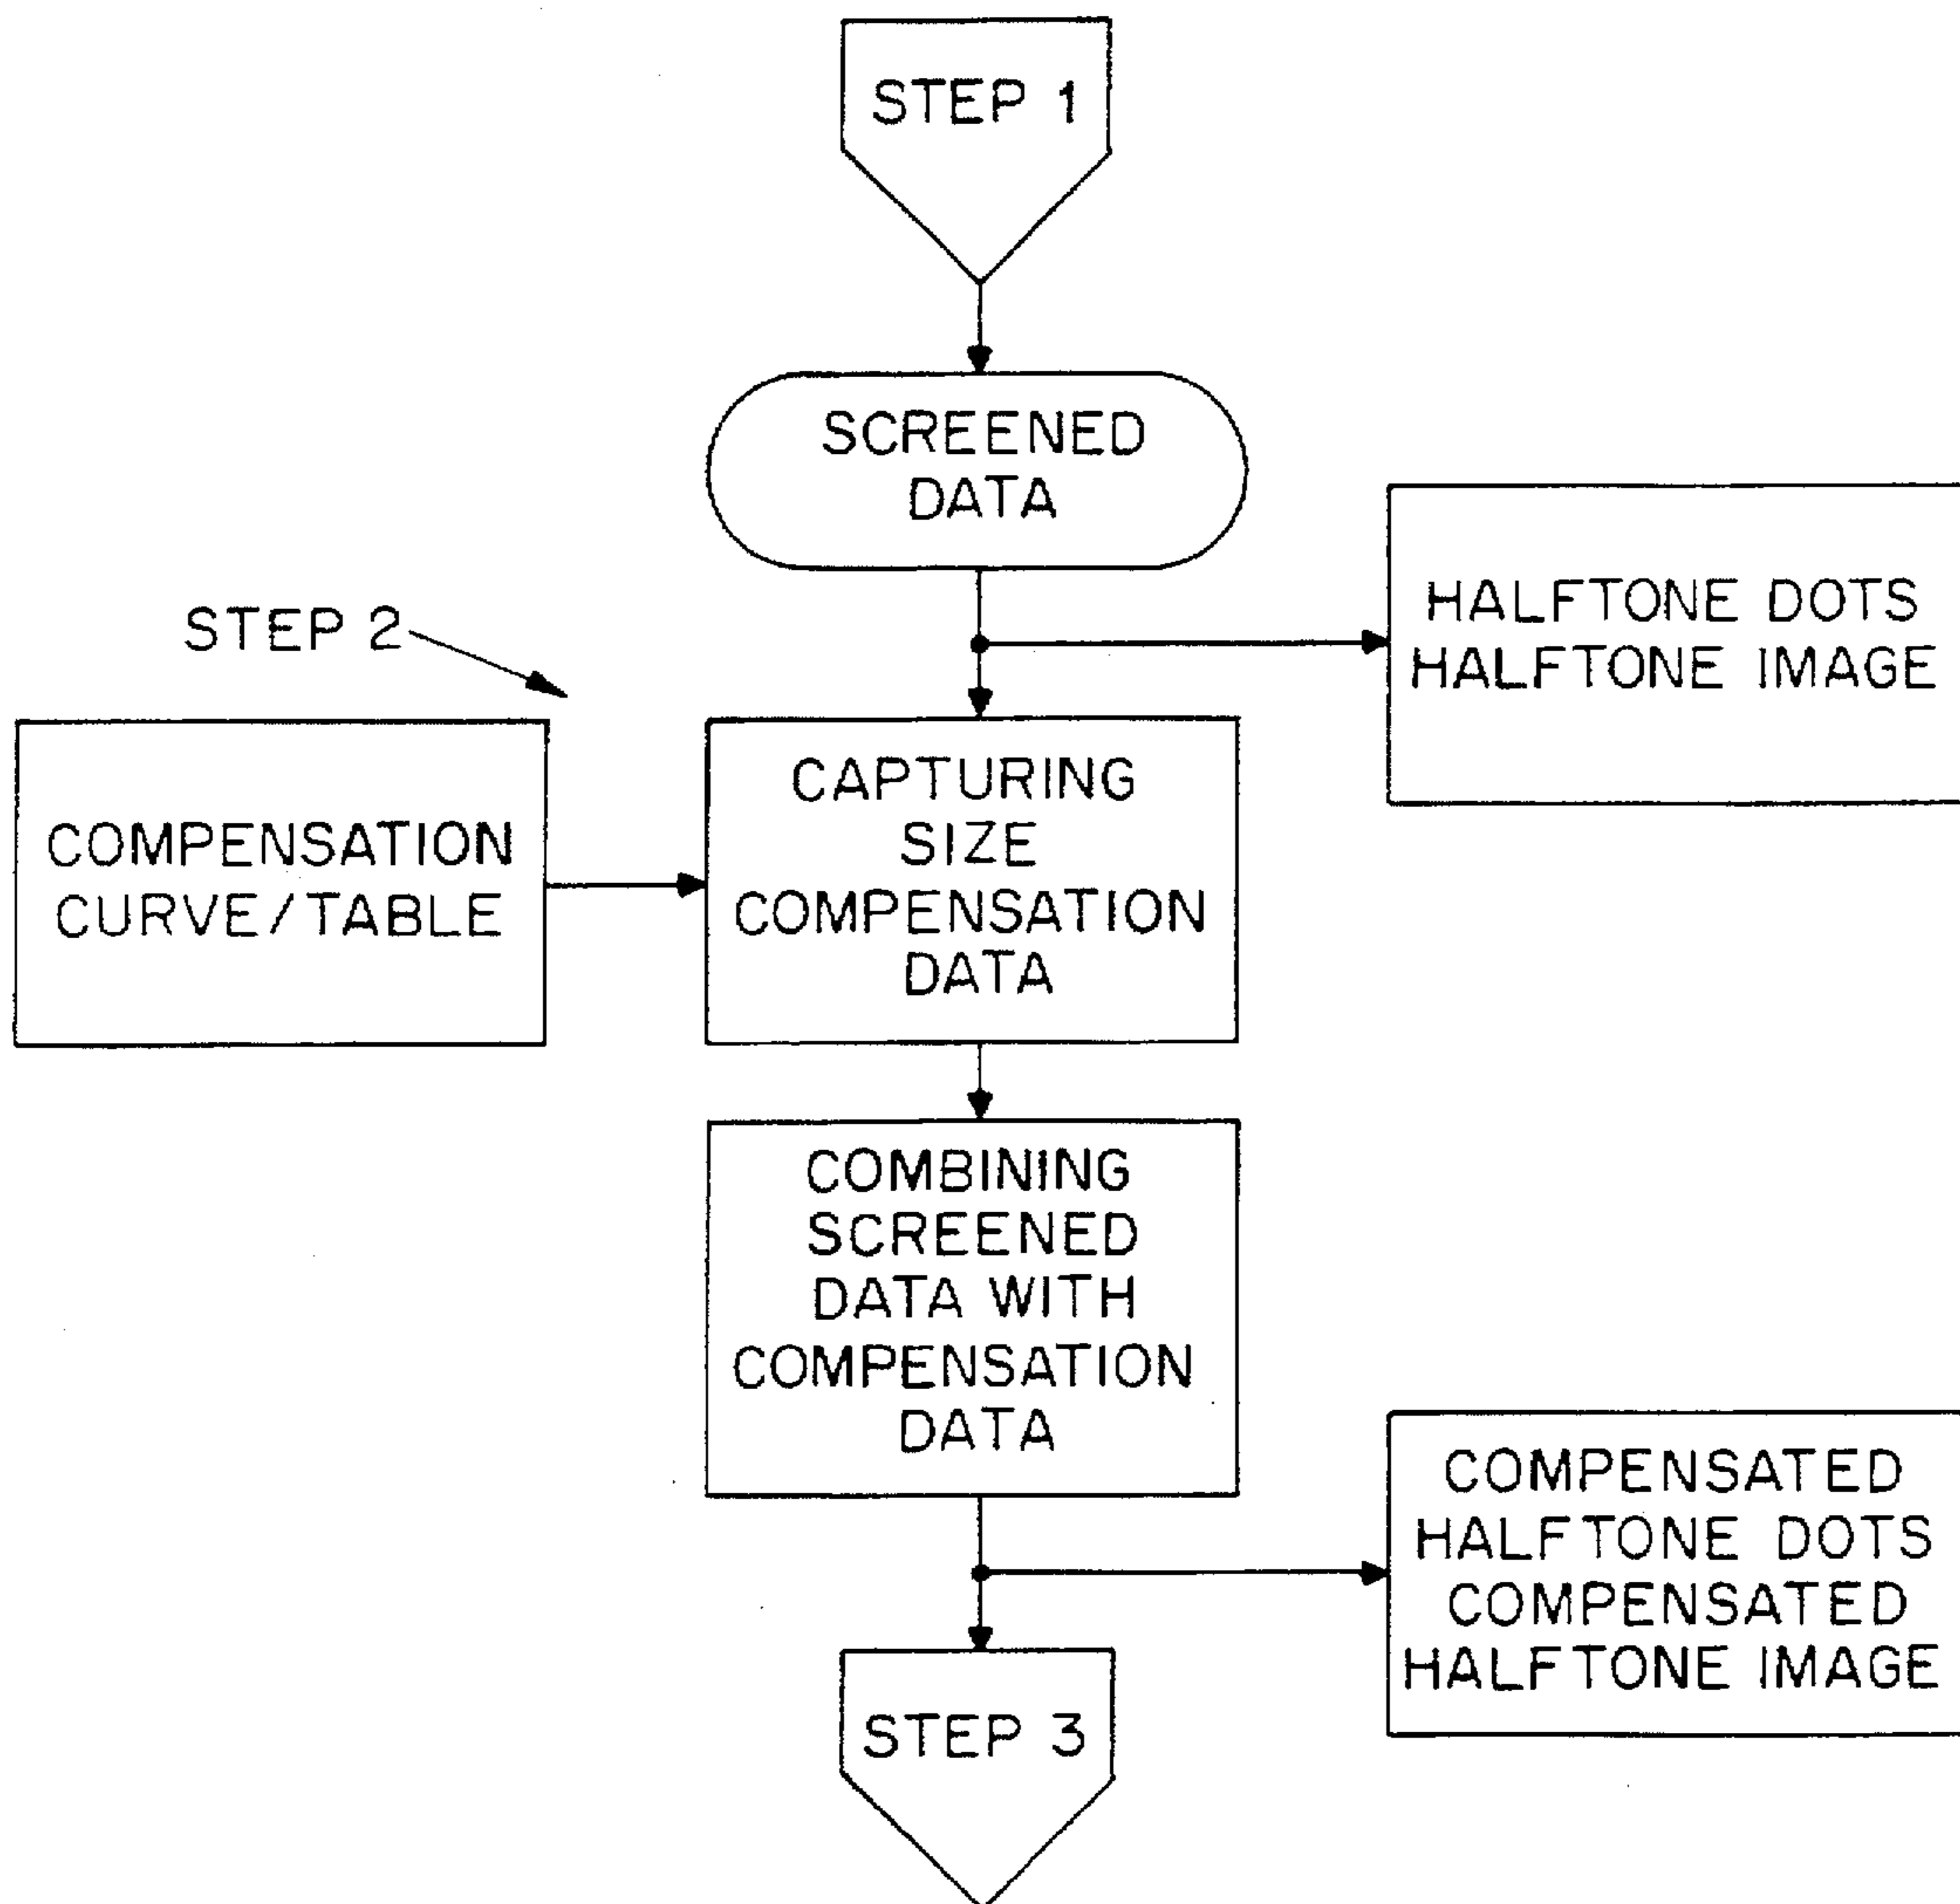 STEP 1
SCREENED
DATA
HALFTONE DOTS
HALFTONE IMAGE
STEP 2
COMPENSATION
CURVE/TABLE
CAPTURING
SIZE
COMPENSATION
DATA
COMBINING
SCREENED
DATA WITH
COMPENSATION
DATA
COMPENSATED
HALFTONE DOTS
COMPENSATED
HALFTONE IMAGE
STEP 3